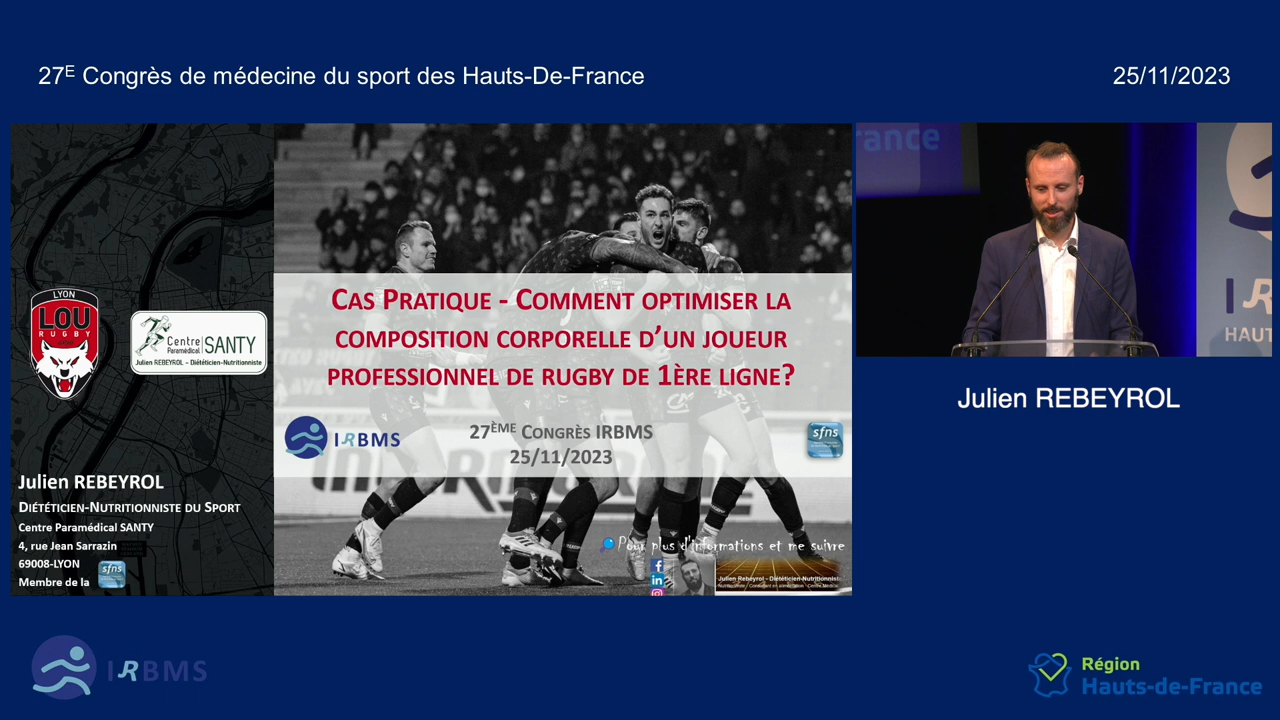 27E Congrès de médecine du sport des Hauts-De-France
25/11/2023
LYON
LOU
RUGBY
Centre
Paramédical
SANTY
Julien REBEYROL - Diététicien-Nutritionniste
CAS PRATIQUE - COMMENT OPTIMISER LA
COMPOSITION CORPORELLE D'UN JOUEUR
PROFESSIONNEL DE RUGBY DE 1ÈRE LIGNE?
IRBMS
27ÈME CONGRÈS IRBMS
25/11/2023
sfns
Julien REBEYROL
DIÉTÉTICIEN-NUTRITIONNISTE DU SPORT
Centre Paramédical SANTY
4, rue Jean Sarrazin
69008-LYON
Membre de la
sfns
Pour plus d'informations et me suivre
Julien Rebeyrol - Diététicien-Nutritionniste
rance
I R
HAUT
Julien REBEYROL
IRBMS
Région
Hauts-de-France